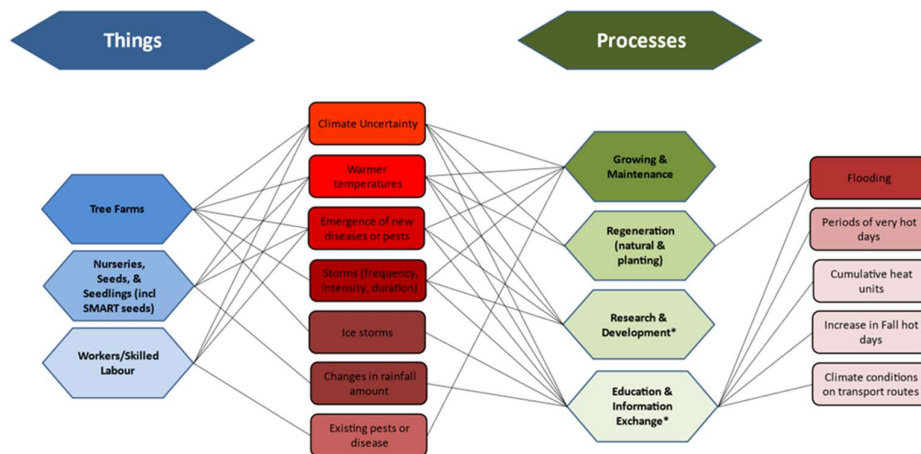 Things
Processes
Climate Uncertainty
Warmer
temperatures
Emergence of new
diseases or pests
Storms (frequency,
intensity, duration)
Ice storms
Changes in rainfall
amount
Existing pests or
disease
Tree Farms
Nurseries,
Seeds, &
Seedlings (incl
SMART seeds)
Workers/Skilled
Labour
Growing &
Maintenance
Regeneration
(natural &
planting)
Research &
Development*
Education &
Information
Exchange*
Flooding
Periods of very hot
days
Cumulative heat
units
Increase in Fall hot
days
Climate conditions
on transport routes